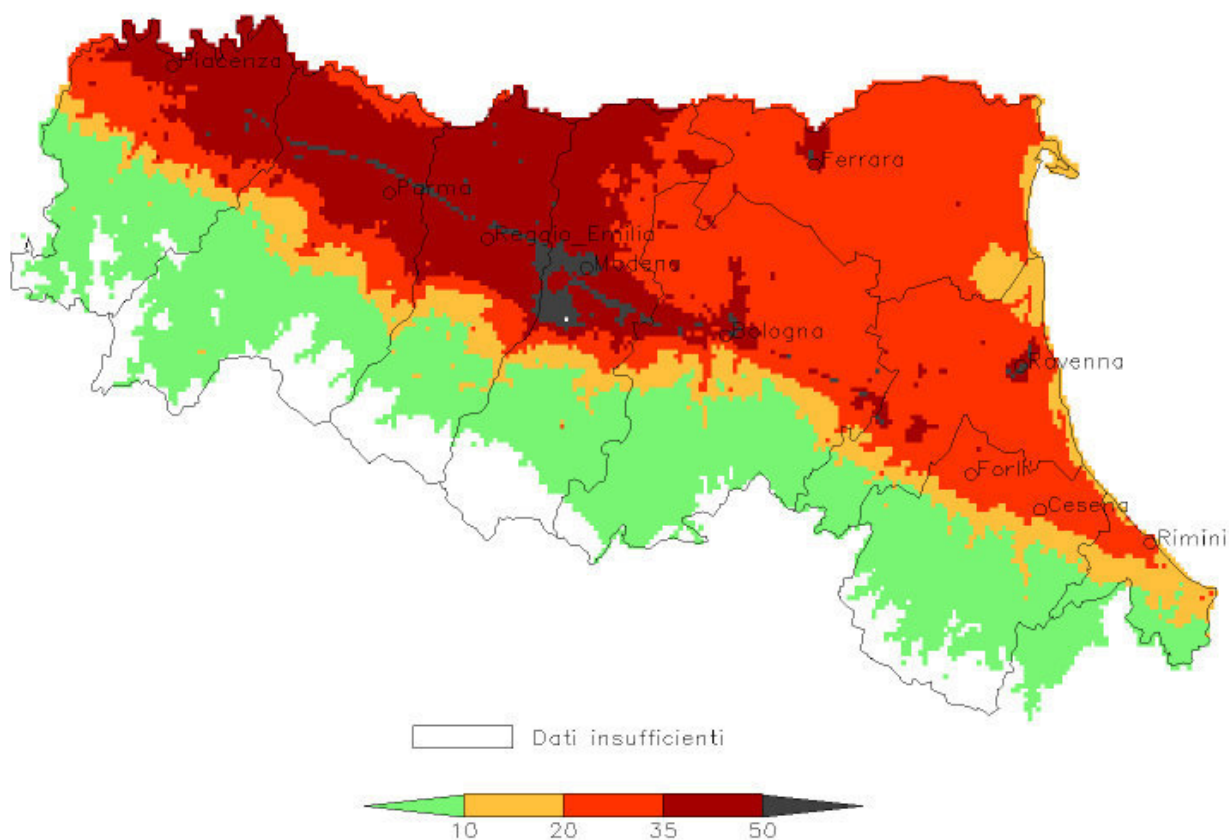 Piacenza
Ferrara
Parma
Reggio_Emilia
Modena
Bologna
Ravenna
Forlì
Cesena
Rimini
Dati insufficienti
10 20 35 50